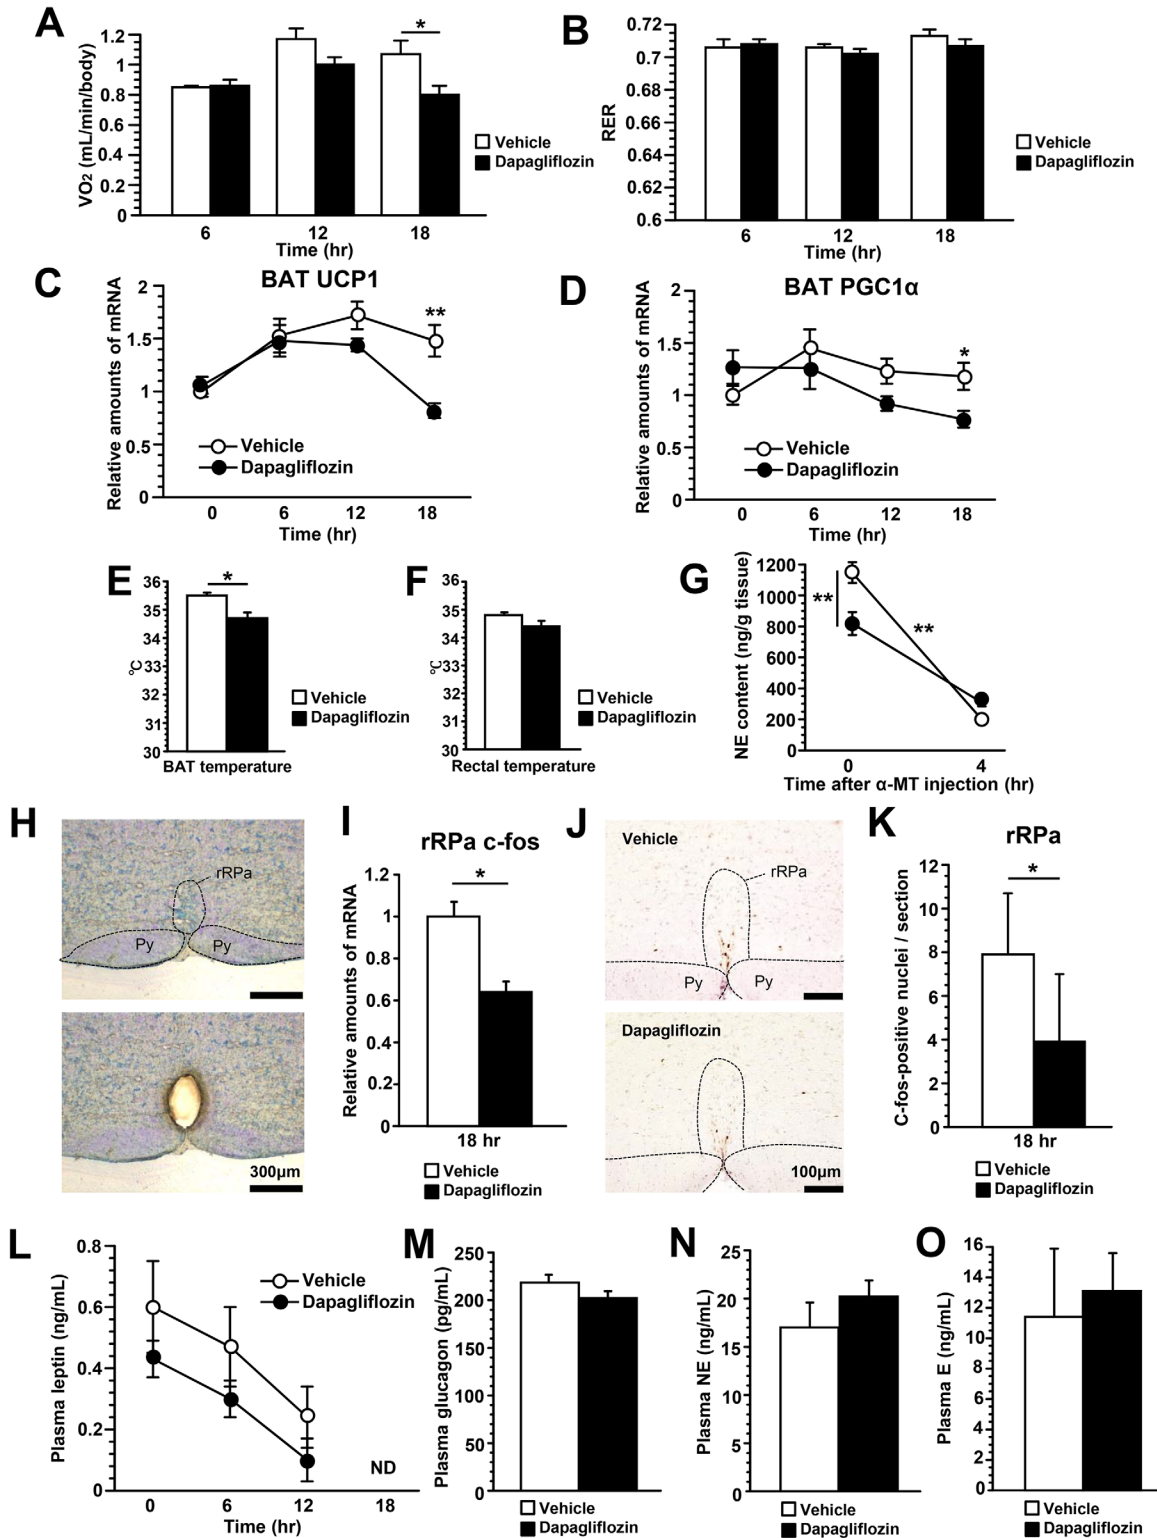 A
VO2 (mL/min/body)
1.2
1
0.8
0.6
0.4
0.2
0
*
6
12
18
Time (hr)
Vehicle
Dapagliflozin
B
RER
0.72
0.7
0.68
0.66
0.64
0.62
0.6
6
12
18
Time (hr)
Vehicle
Dapagliflozin
C
BAT UCP1
Relative amounts of mRNA
2
1.5
1
0.5
0
**
Vehicle
Dapagliflozin
0
6
12
18
Time (hr)
D
BAT PGC1α
Relative amounts of mRNA
2
1.5
1
0.5
0
*
Vehicle
Dapagliflozin
0
6
12
18
Time (hr)
E
℃
36
35
34
33
32
31
30
*
BAT temperature
Vehicle
Dapagliflozin
F
℃
36
35
34
33
32
31
30
Rectal temperature
Vehicle
Dapagliflozin
G
NE content (ng/g tissue)
1200
1000
800
600
400
200
0
**
**
0
4
Time after α-MT injection (hr)
H
rRPa
Py
Py
300μm
I
rRPa c-fos
Relative amounts of mRNA
1.2
1
0.8
0.6
0.4
0.2
0
*
18 hr
Vehicle
Dapagliflozin
J
Vehicle
rRPa
Py
Py
Dapagliflozin
100μm
K
rRPa
C-fos-positive nuclei / section
12
10
8
6
4
2
0
*
18 hr
Vehicle
Dapagliflozin
L
Plasma leptin (ng/mL)
0.8
0.6
0.4
0.2
0
Vehicle
Dapagliflozin
ND
0
6
12
18
Time (hr)
M
Plasma glucagon (pg/mL)
250
200
150
100
50
0
Vehicle
Dapagliflozin
N
Plasma NE (ng/mL)
25
20
15
10
5
0
Vehicle
Dapagliflozin
O
Plasma E (ng/mL)
16
14
12
10
8
6
4
2
0
Vehicle
Dapagliflozin